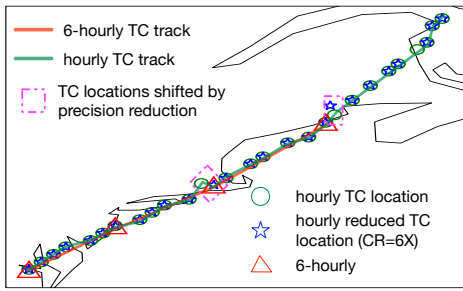 6-hourly TC track
hourly TC track
TC locations shifted by
precision reduction
hourly TC location
hourly reduced TC
location (CR=6X)
6-hourly